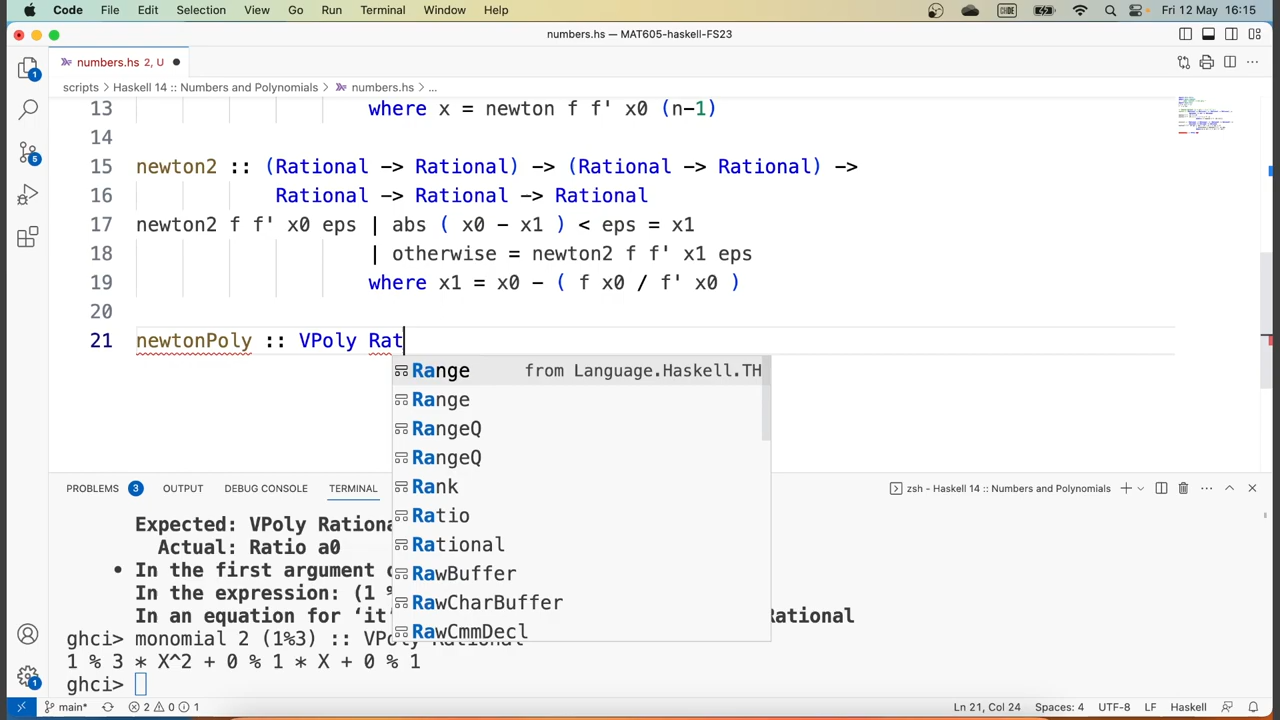 Code File Edit Selection View Go Run Terminal Window Help CODE Fri 12 May 16:15
numbers.hs — MAT605-haskell-FS23
numbers.hs 2, U
scripts > Haskell 14 :: Numbers and Polynomials > numbers.hs > ...
13 where x = newton f f' x0 (n-1)
14
15 newton2 :: (Rational -> Rational) -> (Rational -> Rational) ->
16 Rational -> Rational -> Rational
17 newton2 f f' x0 eps | abs ( x0 - x1 ) < eps = x1
18 | otherwise = newton2 f f' x1 eps
19 where x1 = x0 - ( f x0 / f' x0 )
20
21 newtonPoly :: VPoly Rat
Range from Language.Haskell.TH
Range
RangeQ
RangeQ
Rank
Ratio
Rational
RawBuffer
RawCharBuffer
RawCmmDecl
PROBLEMS 3 OUTPUT DEBUG CONSOLE TERMINAL zsh - Haskell 14 :: Numbers and Polynomials
Expected: VPoly Rationa
Actual: Ratio a0
• In the first argument
In the expression: (1 %
In an equation for ‘it’ Rational
ghci> monomial 2 (1%3) :: VPoly Rational
1 % 3 * X^2 + 0 % 1 * X + 0 % 1
ghci>
main* 2 0 1 Ln 21, Col 24 Spaces: 4 UTF-8 LF Haskell